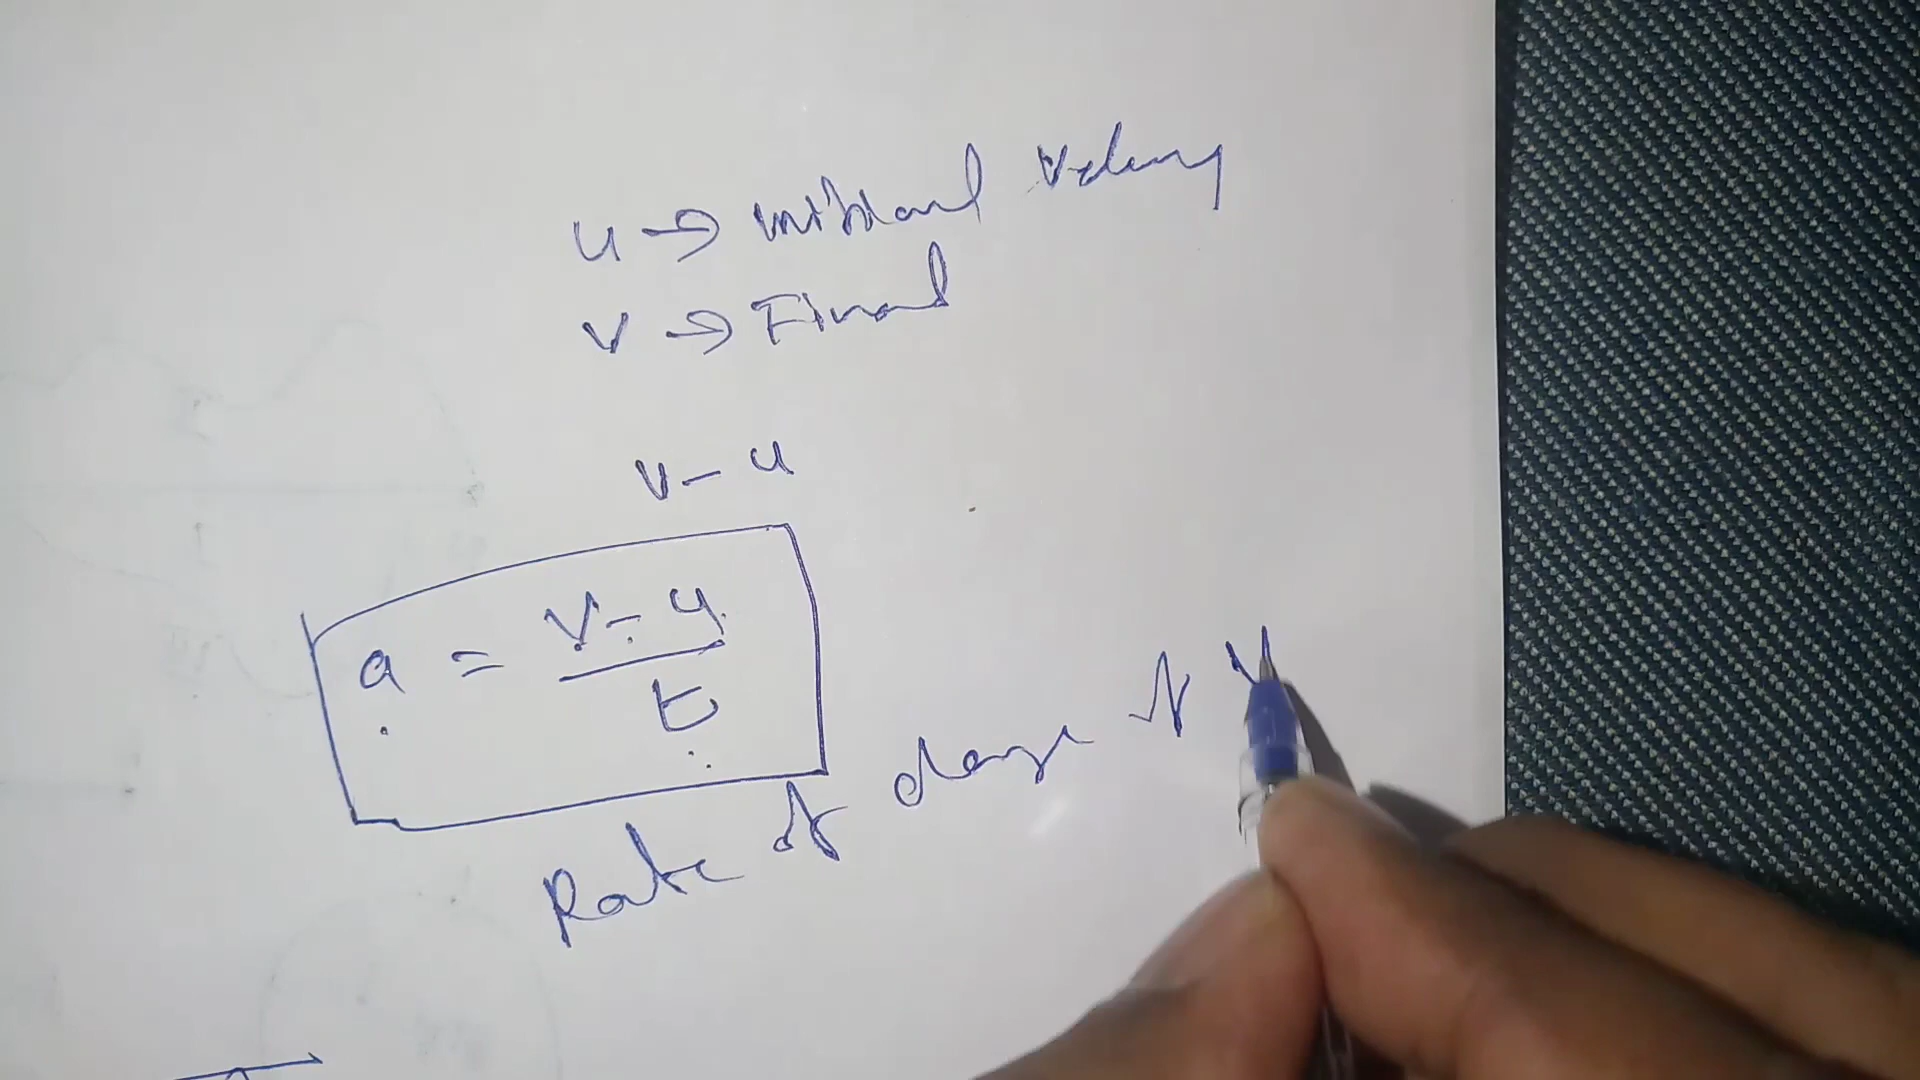 u → initial velocity
v → Final
v - u
a = v - u / t
Rate of change of V